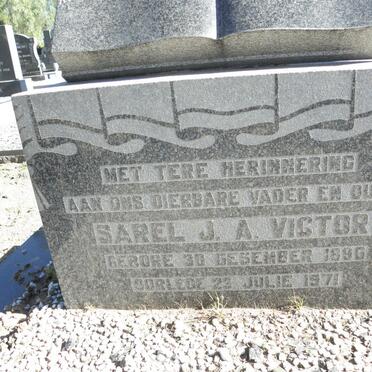 MET TERE HERINNERING
AAN ONS DIERBARE VADER EN OU
SAREL J. A. VICTOR
GEBORE 30 DESEMBER 1896
OORLEDE 22 JULIE 1971